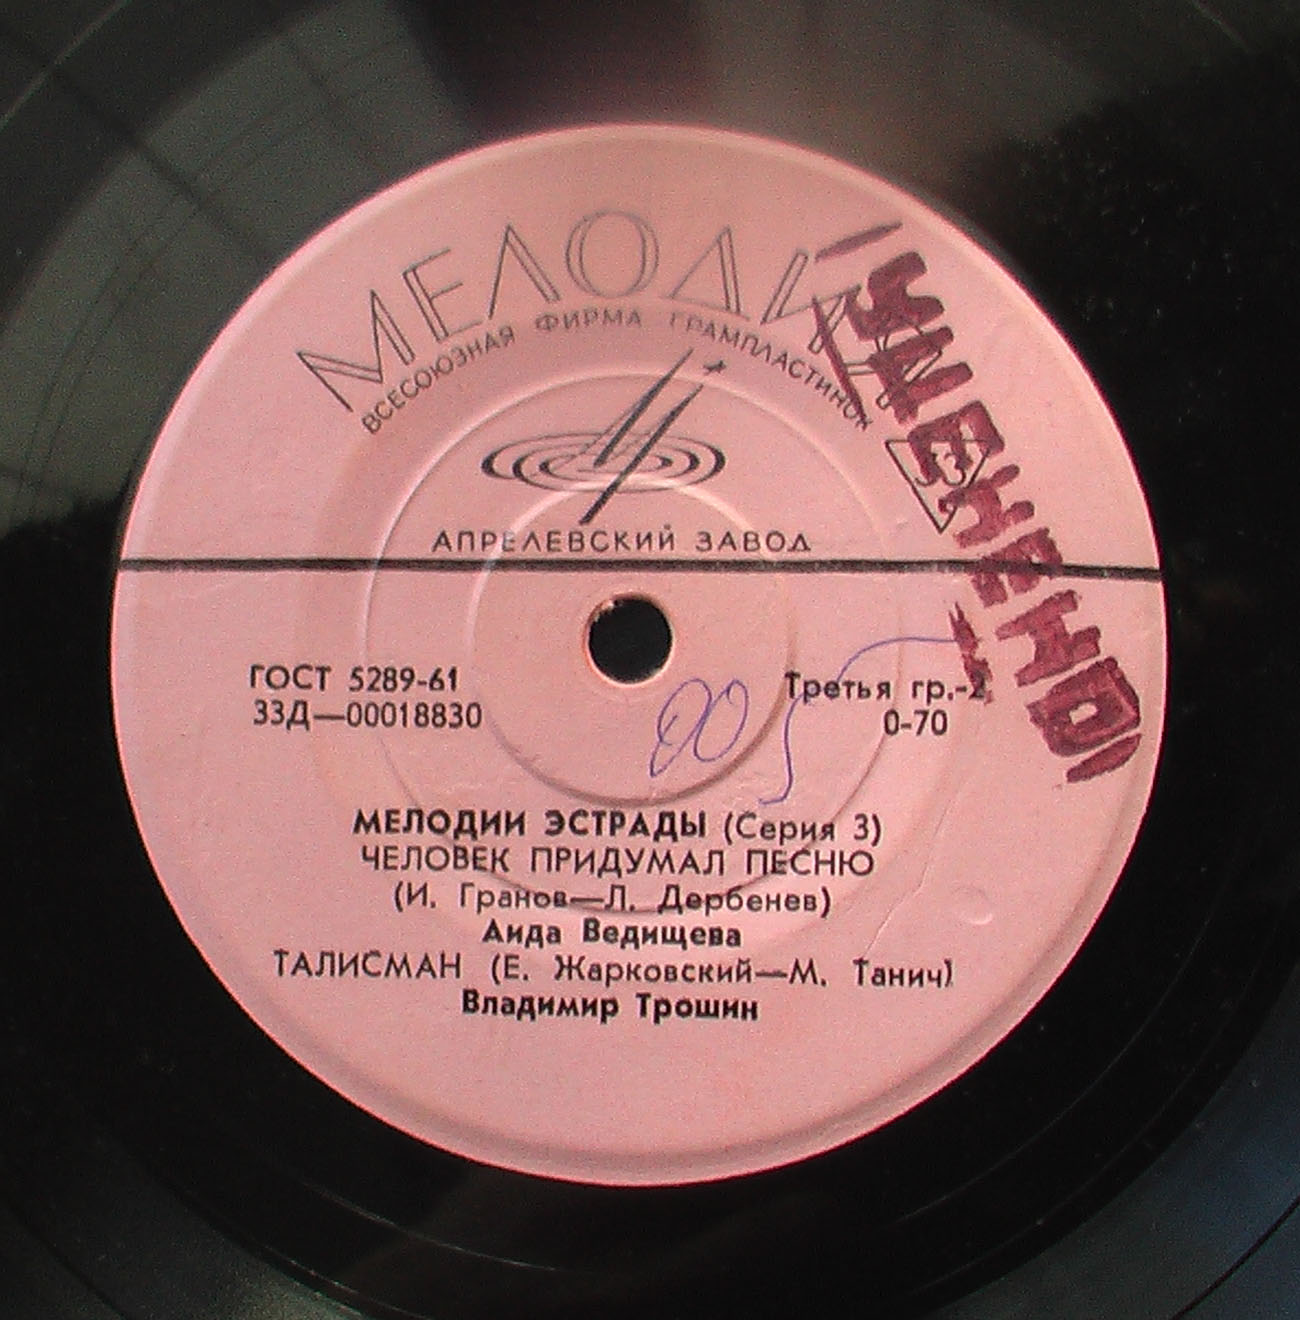 МЕЛОДИЯ
ВСЕСОЮЗНАЯ ФИРМА ГРАМПЛАСТИНОК
УЦЕНЕНО
3
АПРЕЛЕВСКИЙ ЗАВОД
ГОСТ 5289-61
Третья гр.-2
33Д—00018830
0-70
МЕЛОДИИ ЭСТРАДЫ (Серия 3)
ЧЕЛОВЕК ПРИДУМАЛ ПЕСНЮ
(И. Гранов—Л. Дербенев)
Аида Ведищева
ТАЛИСМАН (Е. Жарковский—М. Танич)
Владимир Трошин